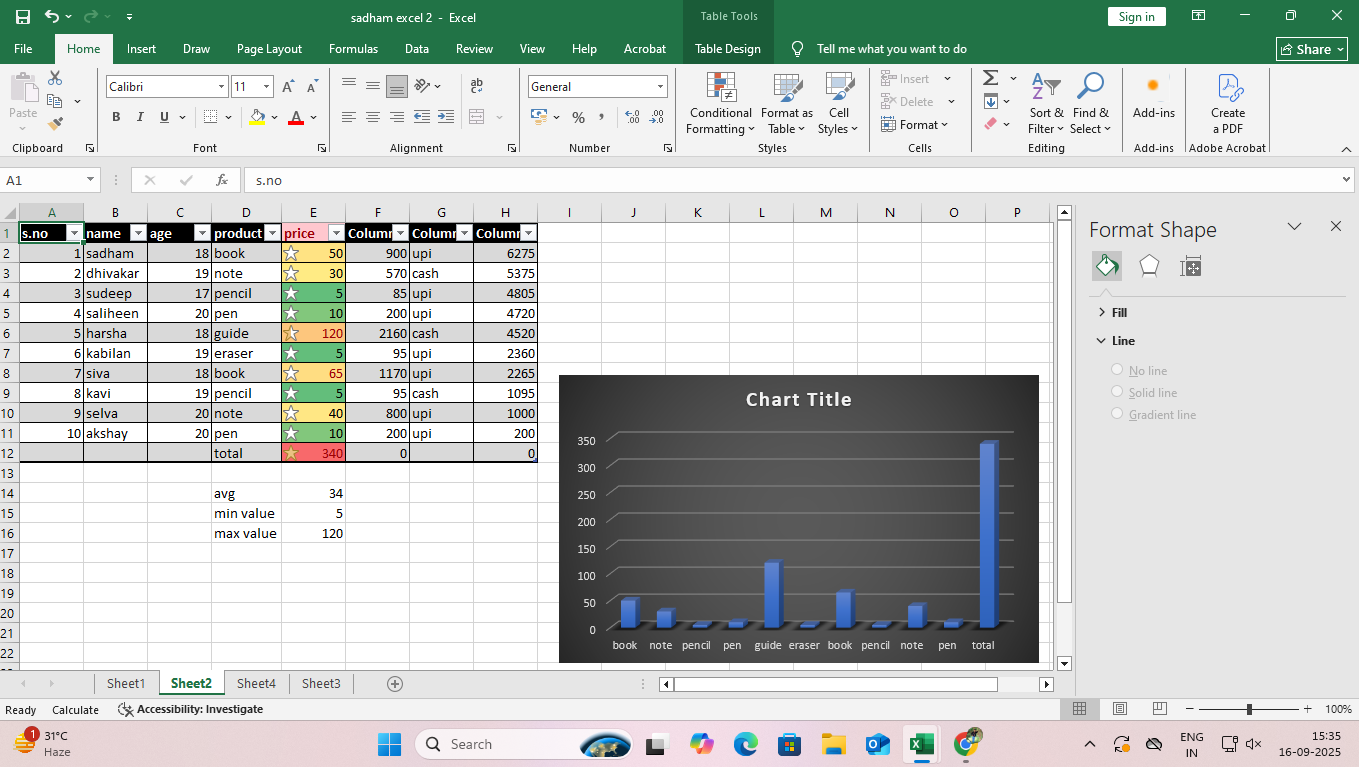 sadham excel 2 - Excel
Table Tools
Sign in
File Home Insert Draw Page Layout Formulas Data Review View Help Acrobat Table Design Tell me what you want to do Share
Paste
Clipboard
Calibri 11
B I U A
Font
ab
Alignment
General
% ,
Number
Conditional Formatting
Format as Table
Cell Styles
Styles
Insert
Delete
Format
Cells
Sort & Filter
Find & Select
Editing
Add-ins
Add-ins
Create a PDF
Adobe Acrobat
A1 fx s.no
A B C D E F G H I J K L M N O P
1 s.no name age product price Column Column Column
2 1 sadham 18 book 50 900 upi 6275
3 2 dhivakar 19 note 30 570 cash 5375
4 3 sudeep 17 pencil 5 85 upi 4805
5 4 saliheen 20 pen 10 200 upi 4720
6 5 harsha 18 guide 120 2160 cash 4520
7 6 kabilan 19 eraser 5 95 upi 2360
8 7 siva 18 book 65 1170 upi 2265
9 8 kavi 19 pencil 5 95 cash 1095
10 9 selva 20 note 40 800 upi 1000
11 10 akshay 20 pen 10 200 upi 200
12 total 340 0 0
13
14 avg 34
15 min value 5
16 max value 120
17
18
19
20
21
22
Chart Title
350
300
250
200
150
100
50
0
book note pencil pen guide eraser book pencil note pen total
Format Shape
Fill
Line
No line
Solid line
Gradient line
Sheet1 Sheet2 Sheet4 Sheet3
Ready Calculate Accessibility: Investigate 100%
1
31°C
Haze
Search
ENG
IN
15:35
16-09-2025